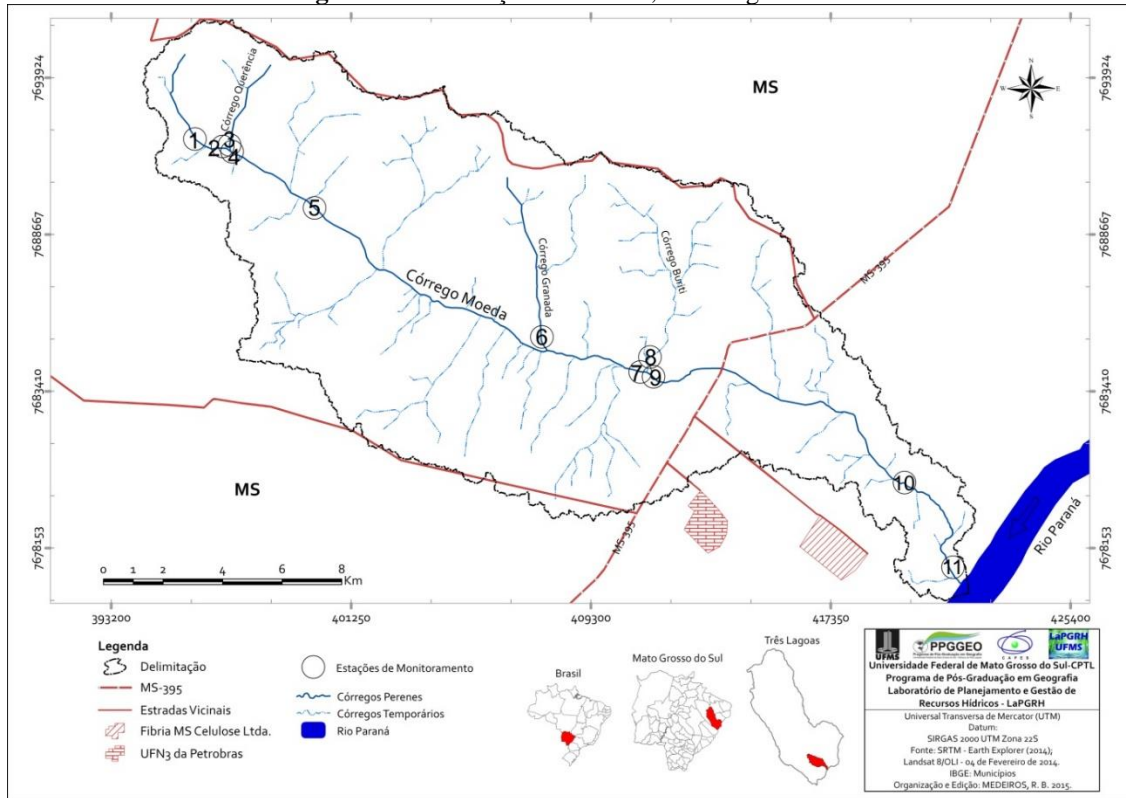 7693924
7688667
7683410
7678153
MS
N
W
E
S
Córrego Querência
1
2
3
4
5
Córrego Moeda
Córrego Granada
6
Córrego Buriti
7
8
9
MS-395
7693924
7688667
7683410
7678153
MS
MS-395
10
11
Rio Paraná
0 1 2 4 6 8
Km
393200
401250
409300
417350
425400
Legenda
Delimitação
MS-395
Estradas Vicinais
Fibria MS Celulose Ltda.
UFN3 da Petrobras
Estações de Monitoramento
Córregos Perenes
Córregos Temporários
Rio Paraná
Brasil
Mato Grosso do Sul
Três Lagoas
UFMS
PPGGEO
LaPGRH
UFMS
Universidade Federal de Mato Grosso do Sul-CPTL
Programa de Pós-Graduação em Geografia
Laboratório de Planejamento e Gestão de
Recursos Hídricos - LaPGRH
Universal Transversa de Mercator (UTM)
Datum:
SIRGAS 2000 UTM Zona 22S
Fonte: SRTM - Earth Explorer (2014);
Landsat 8/OLI - 04 de Fevereiro de 2014.
IBGE: Municípios
Organização e Edição: MEDEIROS, R. B. 2015.